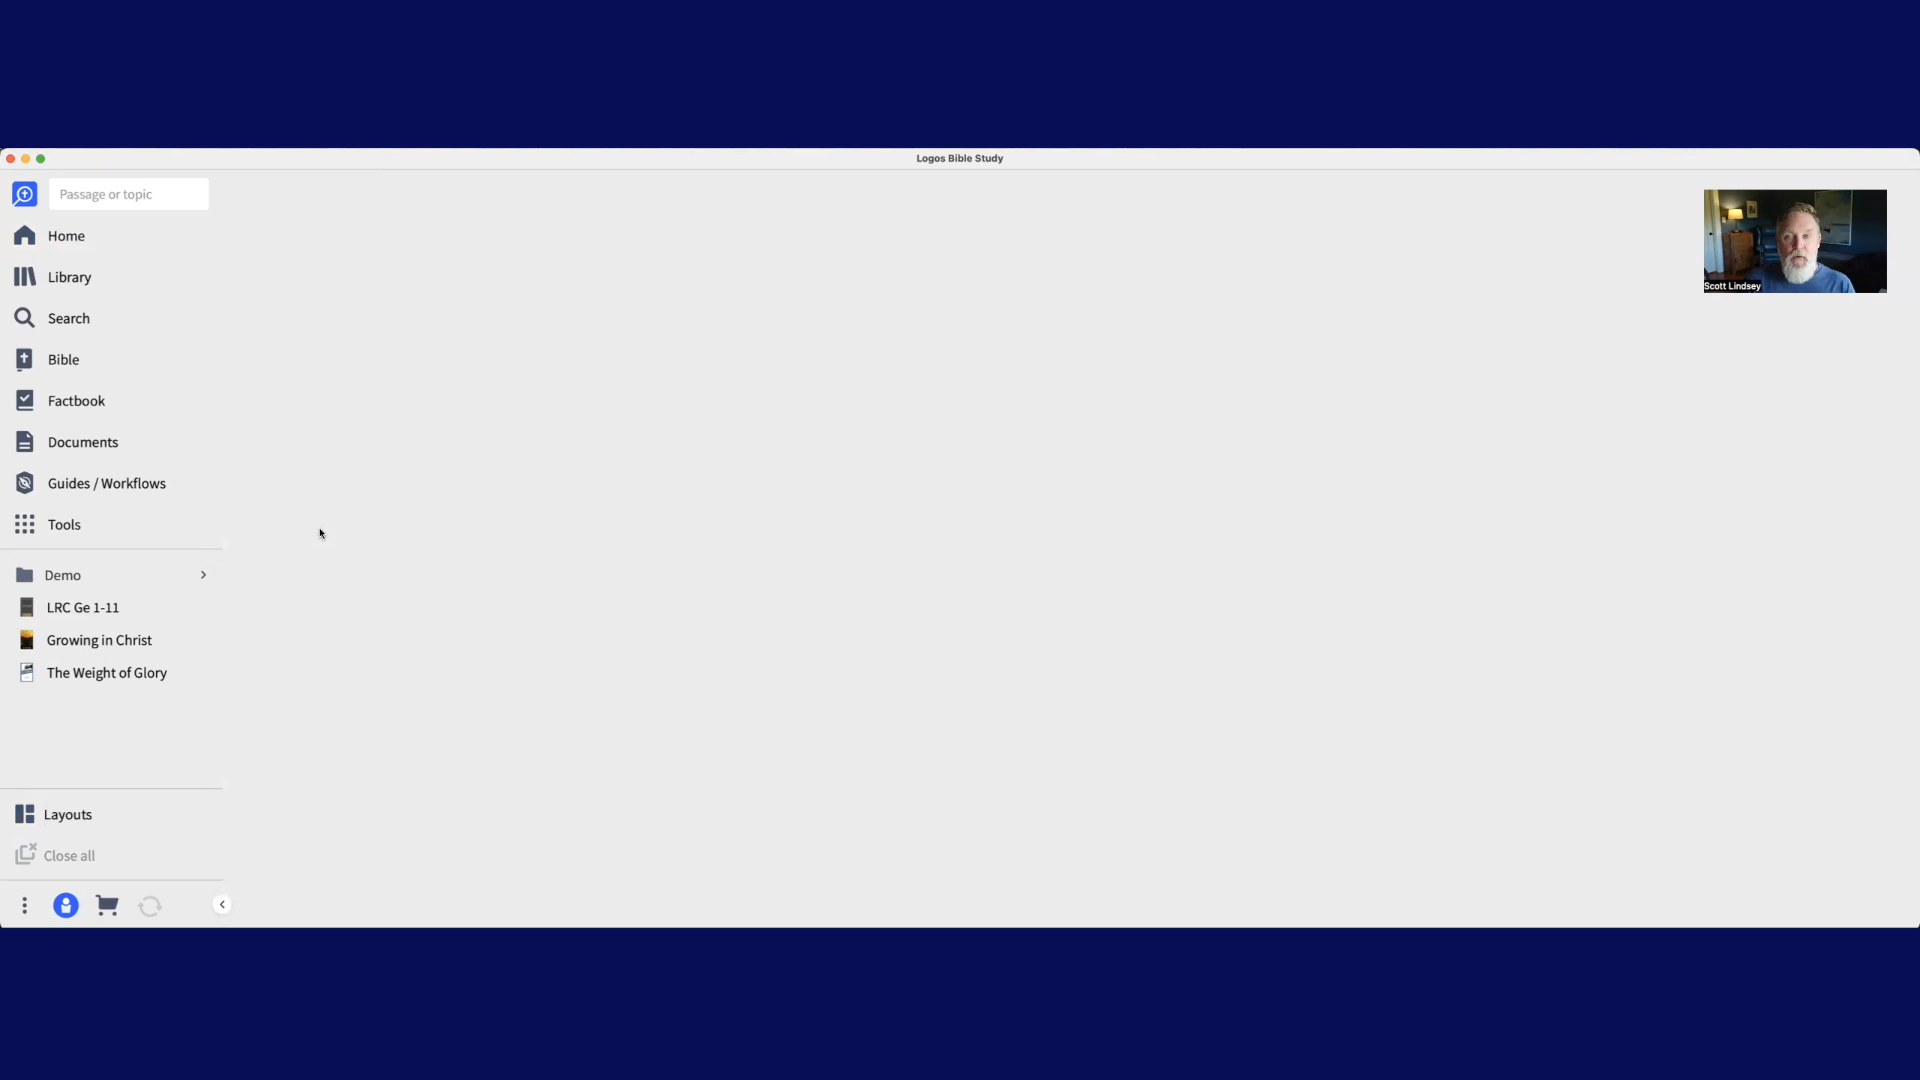 Logos Bible Study
Passage or topic
Home
Library
Search
Bible
Factbook
Documents
Guides / Workflows
Tools
Demo
LRC Ge 1-11
Growing in Christ
The Weight of Glory
Layouts
Close all
Scott Lindsey